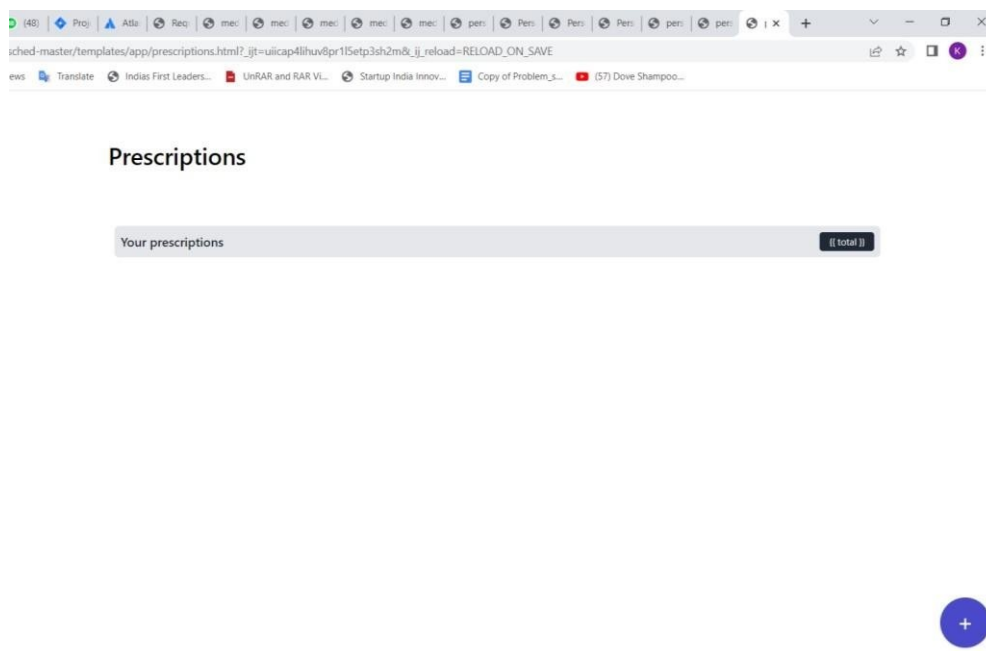 (48) Proj Atla Req mec mec mec mec mec pers Pers Pers Pers pers per
sched-master/templates/app/prescriptions.html?_ijt=uiicap4lihuv8pr1l5etp3sh2m&_ij_reload=RELOAD_ON_SAVE
K
ews Translate Indias First Leaders... UnRAR and RAR Vi... Startup India Innov... Copy of Problem_s... (57) Dove Shampoo...
Prescriptions
Your prescriptions {{ total }}
+